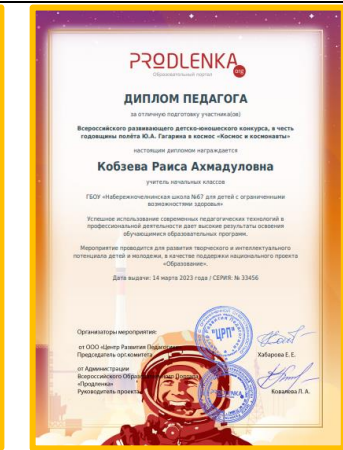 PRODLENKA
org
Образовательный портал
ДИПЛОМ ПЕДАГОГА
за отличную подготовку участника(ов)
Всероссийского развивающего детско-юношеского конкурса, в честь
годовщины полёта Ю.А. Гагарина в космос «Космос и космонавты»
настоящим дипломом награждается
Кобзева Раиса Ахмадуловна
учитель начальных классов
ГБОУ «Набережночелнинская школа №67 для детей с ограниченными
возможностями здоровья»
Успешное использование современных педагогических технологий в
профессиональной деятельности дает высокие результаты освоения
обучающимися образовательных программ.
Мероприятие проводится для развития творческого и интеллектуального
потенциала детей и молодежи, в качестве поддержки национального проекта
«Образование».
Дата выдачи: 14 марта 2023 года / СЕРИЯ: № 33456
Организаторы мероприятия:
от ООО «Центр Развития Педагогики»
Председатель орг.комитета
Хабарова Е. Е.
"ЦРП"
от Администрации
Всероссийского Образовательного Портала
«Продленка»
Руководитель проекта
Ковалева Л. А.